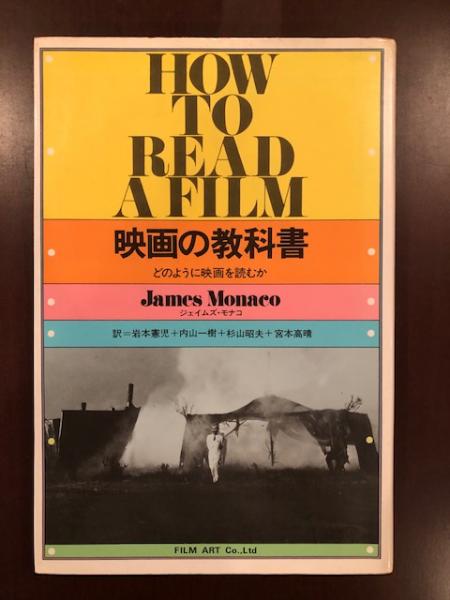 HOW
TO
READ
A FILM
映画の教科書
どのように映画を読むか
James Monaco
ジェイムズ・モナコ
訳=岩本憲児+内山一樹+杉山昭夫+宮本高晴
FILM ART Co.,Ltd